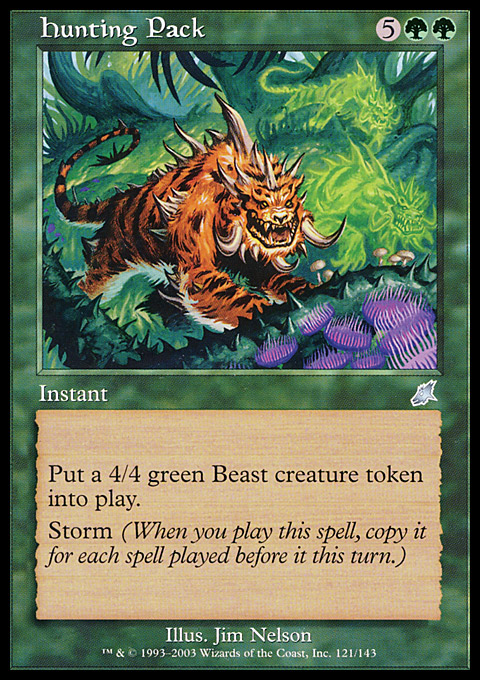 Hunting Pack 5
Instant
Put a 4/4 green Beast creature token
into play.
Storm (When you play this spell, copy it
for each spell played before it this turn.)
Illus. Jim Nelson
™ & © 1993–2003 Wizards of the Coast, Inc. 121/143